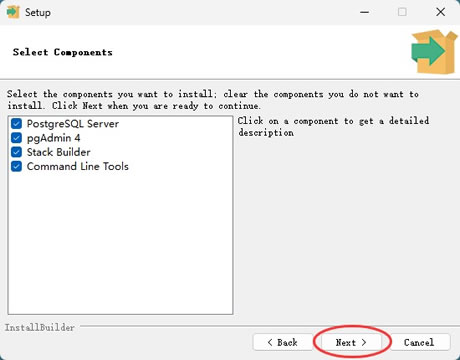 Setup
Select Components
Select the components you want to install; clear the components you do not want to
install. Click Next when you are ready to continue.
PostgreSQL Server
pgAdmin 4
Stack Builder
Command Line Tools
Click on a component to get a detailed
description
InstallBuilder
< Back
Next >
Cancel